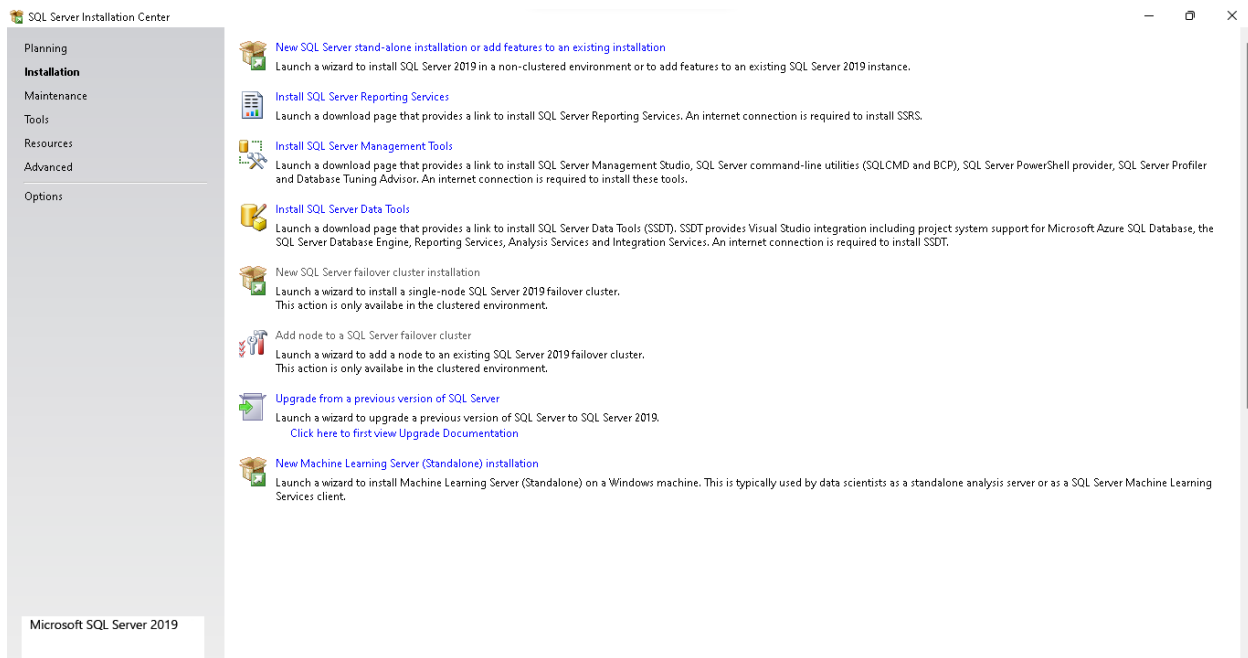 SQL Server Installation Center
Planning
Installation
Maintenance
Tools
Resources
Advanced
Options
New SQL Server stand-alone installation or add features to an existing installation
Launch a wizard to install SQL Server 2019 in a non-clustered environment or to add features to an existing SQL Server 2019 instance.
Install SQL Server Reporting Services
Launch a download page that provides a link to install SQL Server Reporting Services. An internet connection is required to install SSRS.
Install SQL Server Management Tools
Launch a download page that provides a link to install SQL Server Management Studio, SQL Server command-line utilities (SQLCMD and BCP), SQL Server PowerShell provider, SQL Server Profiler
and Database Tuning Advisor. An internet connection is required to install these tools.
Install SQL Server Data Tools
Launch a download page that provides a link to install SQL Server Data Tools (SSDT). SSDT provides Visual Studio integration including project system support for Microsoft Azure SQL Database, the
SQL Server Database Engine, Reporting Services, Analysis Services and Integration Services. An internet connection is required to install SSDT.
New SQL Server failover cluster installation
Launch a wizard to install a single-node SQL Server 2019 failover cluster.
This action is only availabe in the clustered environment.
Add node to a SQL Server failover cluster
Launch a wizard to add a node to an existing SQL Server 2019 failover cluster.
This action is only availabe in the clustered environment.
Upgrade from a previous version of SQL Server
Launch a wizard to upgrade a previous version of SQL Server to SQL Server 2019.
Click here to first view Upgrade Documentation
New Machine Learning Server (Standalone) installation
Launch a wizard to install Machine Learning Server (Standalone) on a Windows machine. This is typically used by data scientists as a standalone analysis server or as a SQL Server Machine Learning
Services client.
Microsoft SQL Server 2019